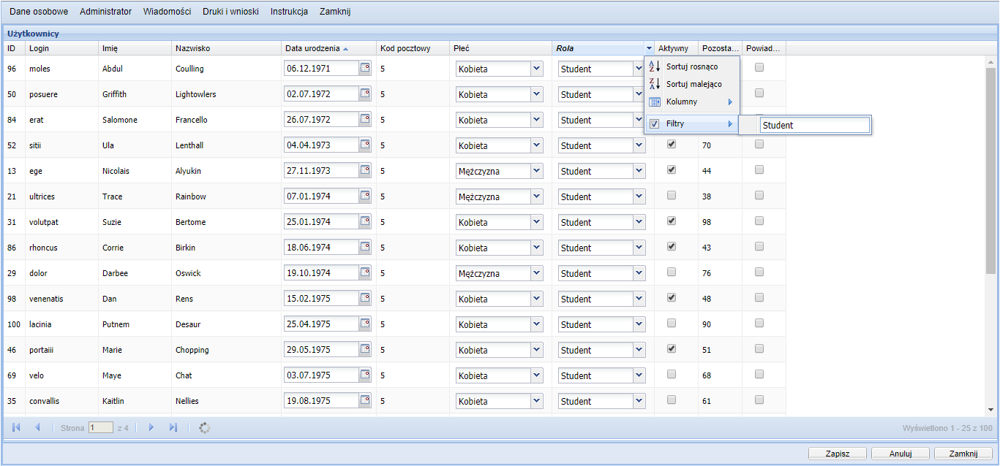 Dane osobowe Administrator Wiadomości Druki i wnioski Instrukcja Zamknij
Użytkownicy
ID Login Imię Nazwisko Data urodzenia Kod pocztowy Płeć Rola Aktywny Pozosta... Powiad...
96 moles Abdul Coulling 06.12.1971 5 Kobieta Student
Sortuj rosnąco
Sortuj malejąco
Kolumny
Filtry
Student
50 posuere Griffith Lightowlers 02.07.1972 5 Kobieta Student
84 erat Salomone Francello 26.07.1972 5 Kobieta Student
52 sitii Ula Lenthall 04.04.1973 5 Kobieta Student 70
13 ege Nicolais Alyukin 27.11.1973 5 Mężczyzna Student 44
21 ultrices Trace Rainbow 07.01.1974 5 Mężczyzna Student 38
31 volutpat Suzie Bertome 25.01.1974 5 Kobieta Student 98
86 rhoncus Corrie Birkin 18.06.1974 5 Kobieta Student 43
29 dolor Darbee Oswick 19.10.1974 5 Mężczyzna Student 76
98 venenatis Dan Rens 15.02.1975 5 Kobieta Student 48
100 lacinia Putnem Desaur 25.04.1975 5 Kobieta Student 90
46 portaiii Marie Chopping 29.05.1975 5 Kobieta Student 51
69 velo Maye Chat 03.07.1975 5 Kobieta Student 68
35 convallis Kaitlin Nellies 19.08.1975 5 Kobieta Student 61
Strona 1 z 4 Wyświetlono 1 - 25 z 100
Zapisz Anuluj Zamknij